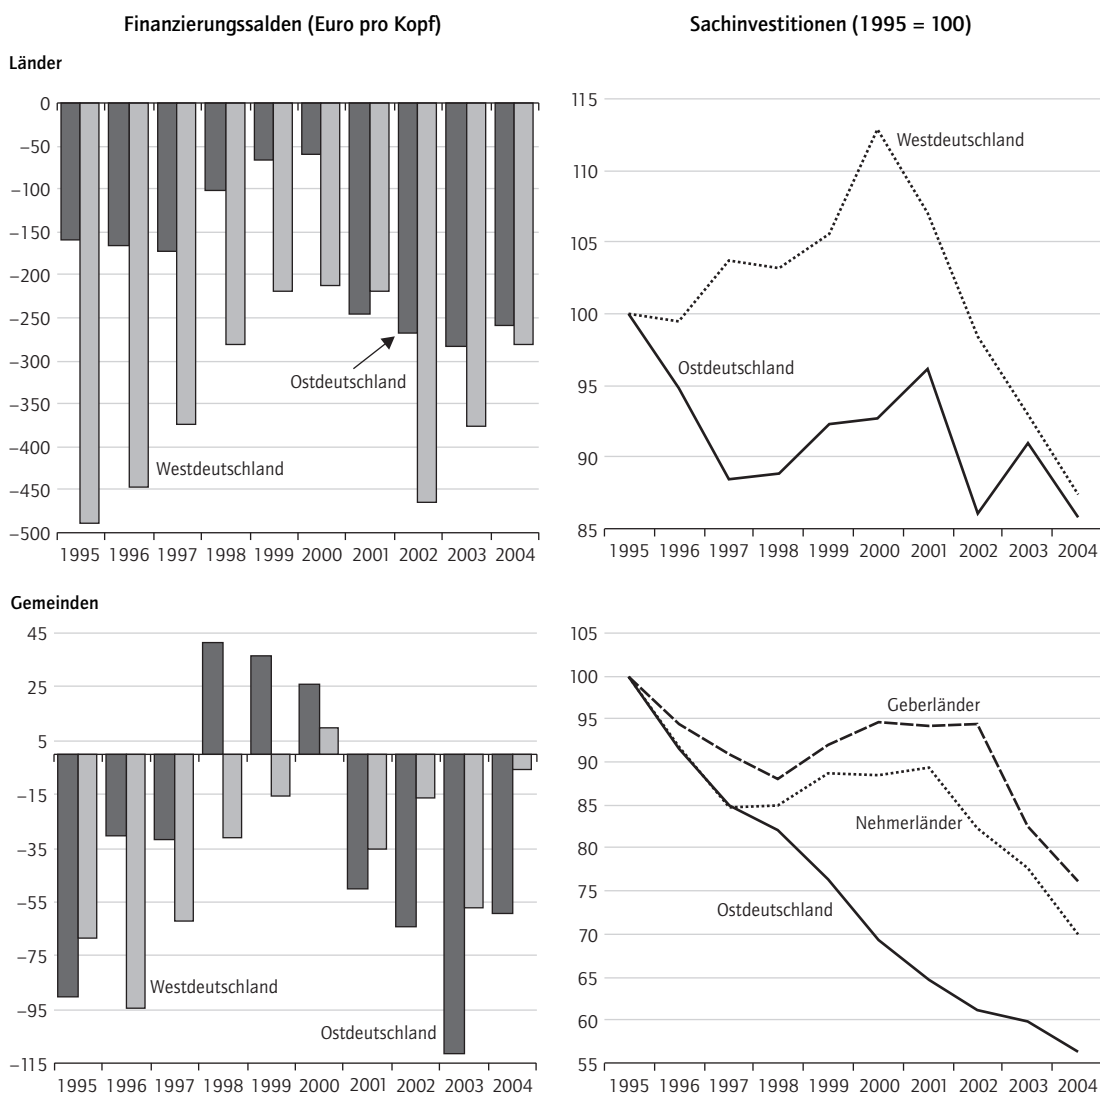 Finanzierungssalden (Euro pro Kopf)
Sachinvestitionen (1995 = 100)
Länder
0
–50
–100
–150
–200
–250
–300
–350
–400
–450
–500
Ostdeutschland
Westdeutschland
1995 1996 1997 1998 1999 2000 2001 2002 2003 2004
115
110
105
100
95
90
85
Westdeutschland
Ostdeutschland
1995 1996 1997 1998 1999 2000 2001 2002 2003 2004
Gemeinden
45
25
5
–15
–35
–55
–75
–95
–115
Westdeutschland
Ostdeutschland
1995 1996 1997 1998 1999 2000 2001 2002 2003 2004
105
100
95
90
85
80
75
70
65
60
55
Geberländer
Nehmerländer
Ostdeutschland
1995 1996 1997 1998 1999 2000 2001 2002 2003 2004